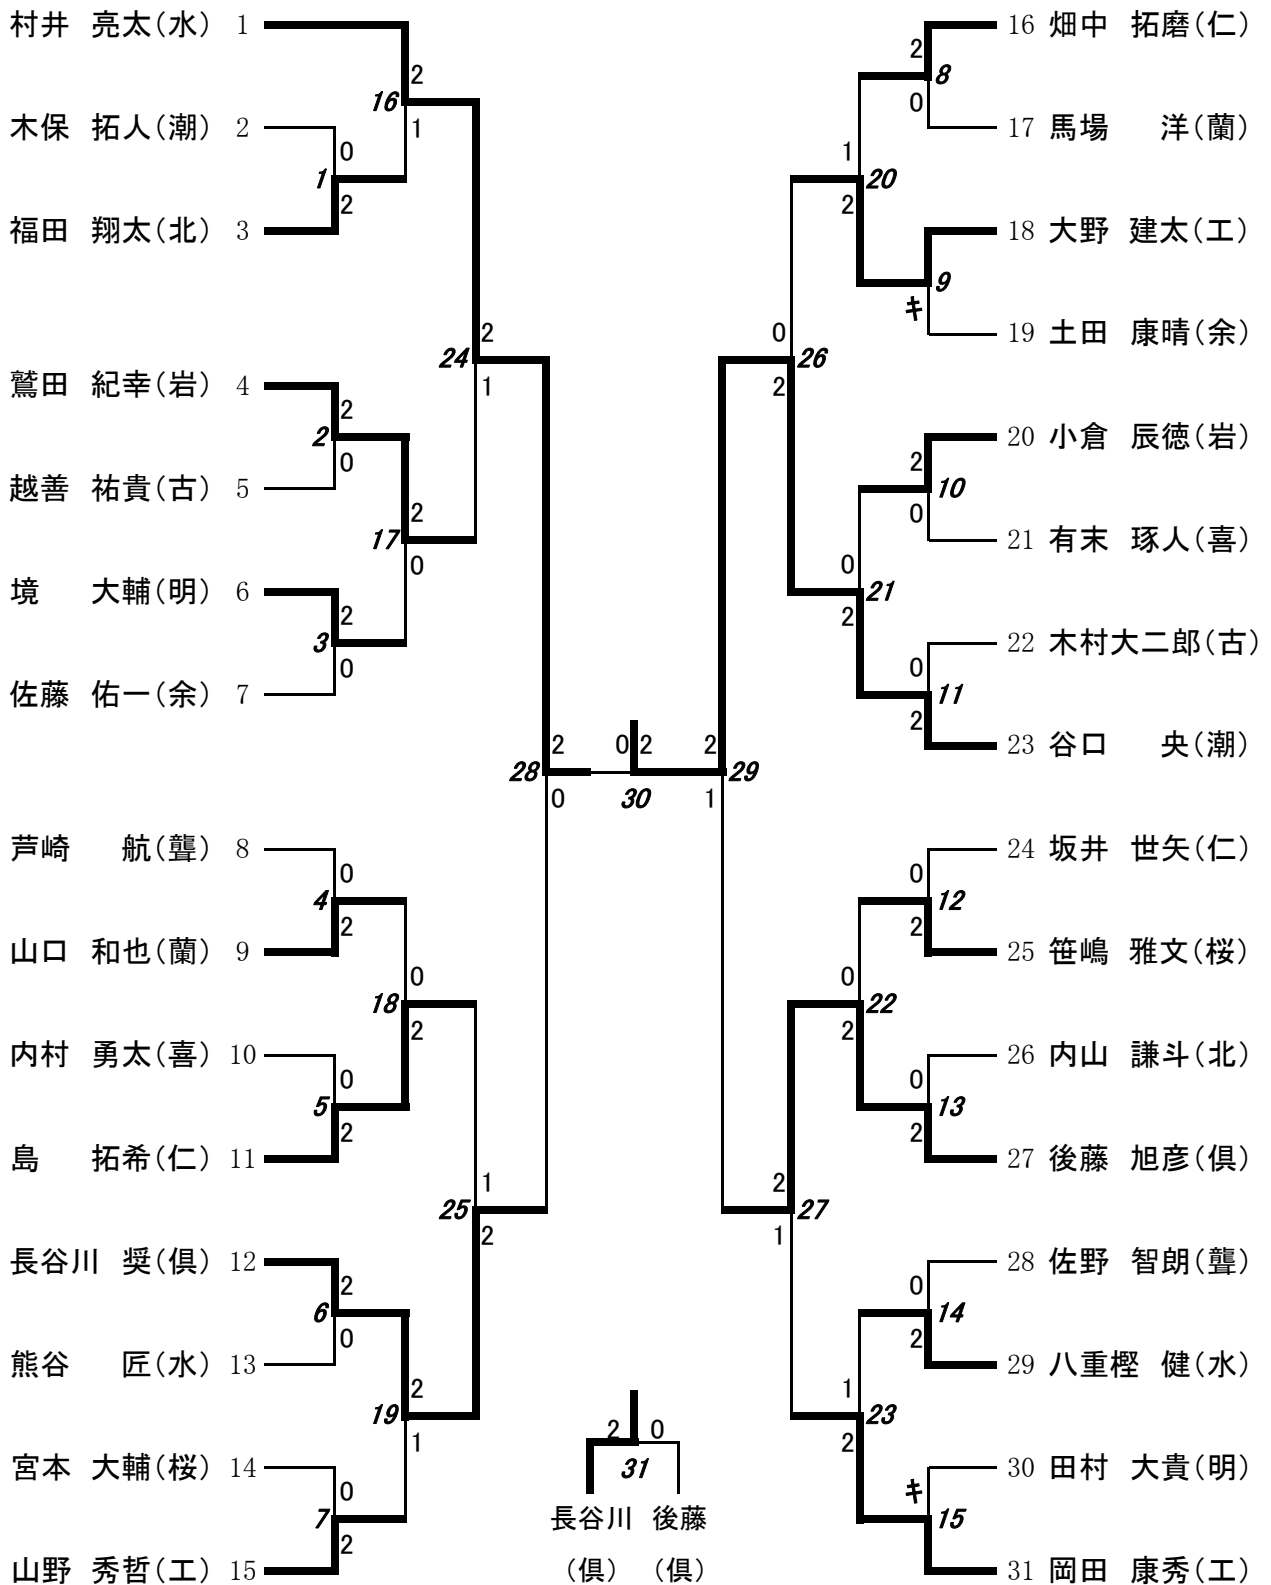 村井 亮太(水) 1
2
16
1
木保 拓人(潮) 2
0
1
2
福田 翔太(北) 3
2
24
1
鷲田 紀幸(岩) 4
2
2
0
越善 祐貴(古) 5
2
17
0
境 大輔(明) 6
2
3
0
佐藤 佑一(余) 7
2
28
0
芦崎 航(聾) 8
0
4
2
山口 和也(蘭) 9
0
18
2
内村 勇太(喜) 10
0
5
2
島 拓希(仁) 11
1
25
2
長谷川 奨(倶) 12
2
6
0
熊谷 匠(水) 13
2
19
1
宮本 大輔(桜) 14
0
7
2
山野 秀哲(工) 15
0 2
30
2 0
31
長谷川 後藤
(倶) (倶)
16 畑中 拓磨(仁)
2
8
0
17 馬場 洋(蘭)
1
20
2
18 大野 建太(工)
9
キ
19 土田 康晴(余)
0
26
2
20 小倉 辰徳(岩)
2
10
0
21 有末 琢人(喜)
0
21
2
22 木村大二郎(古)
0
11
2
23 谷口 央(潮)
2
29
1
24 坂井 世矢(仁)
0
12
2
25 笹嶋 雅文(桜)
0
22
2
26 内山 謙斗(北)
0
13
2
27 後藤 旭彦(倶)
2
27
1
28 佐野 智朗(聾)
0
14
2
29 八重樫 健(水)
1
23
2
30 田村 大貴(明)
キ
15
31 岡田 康秀(工)